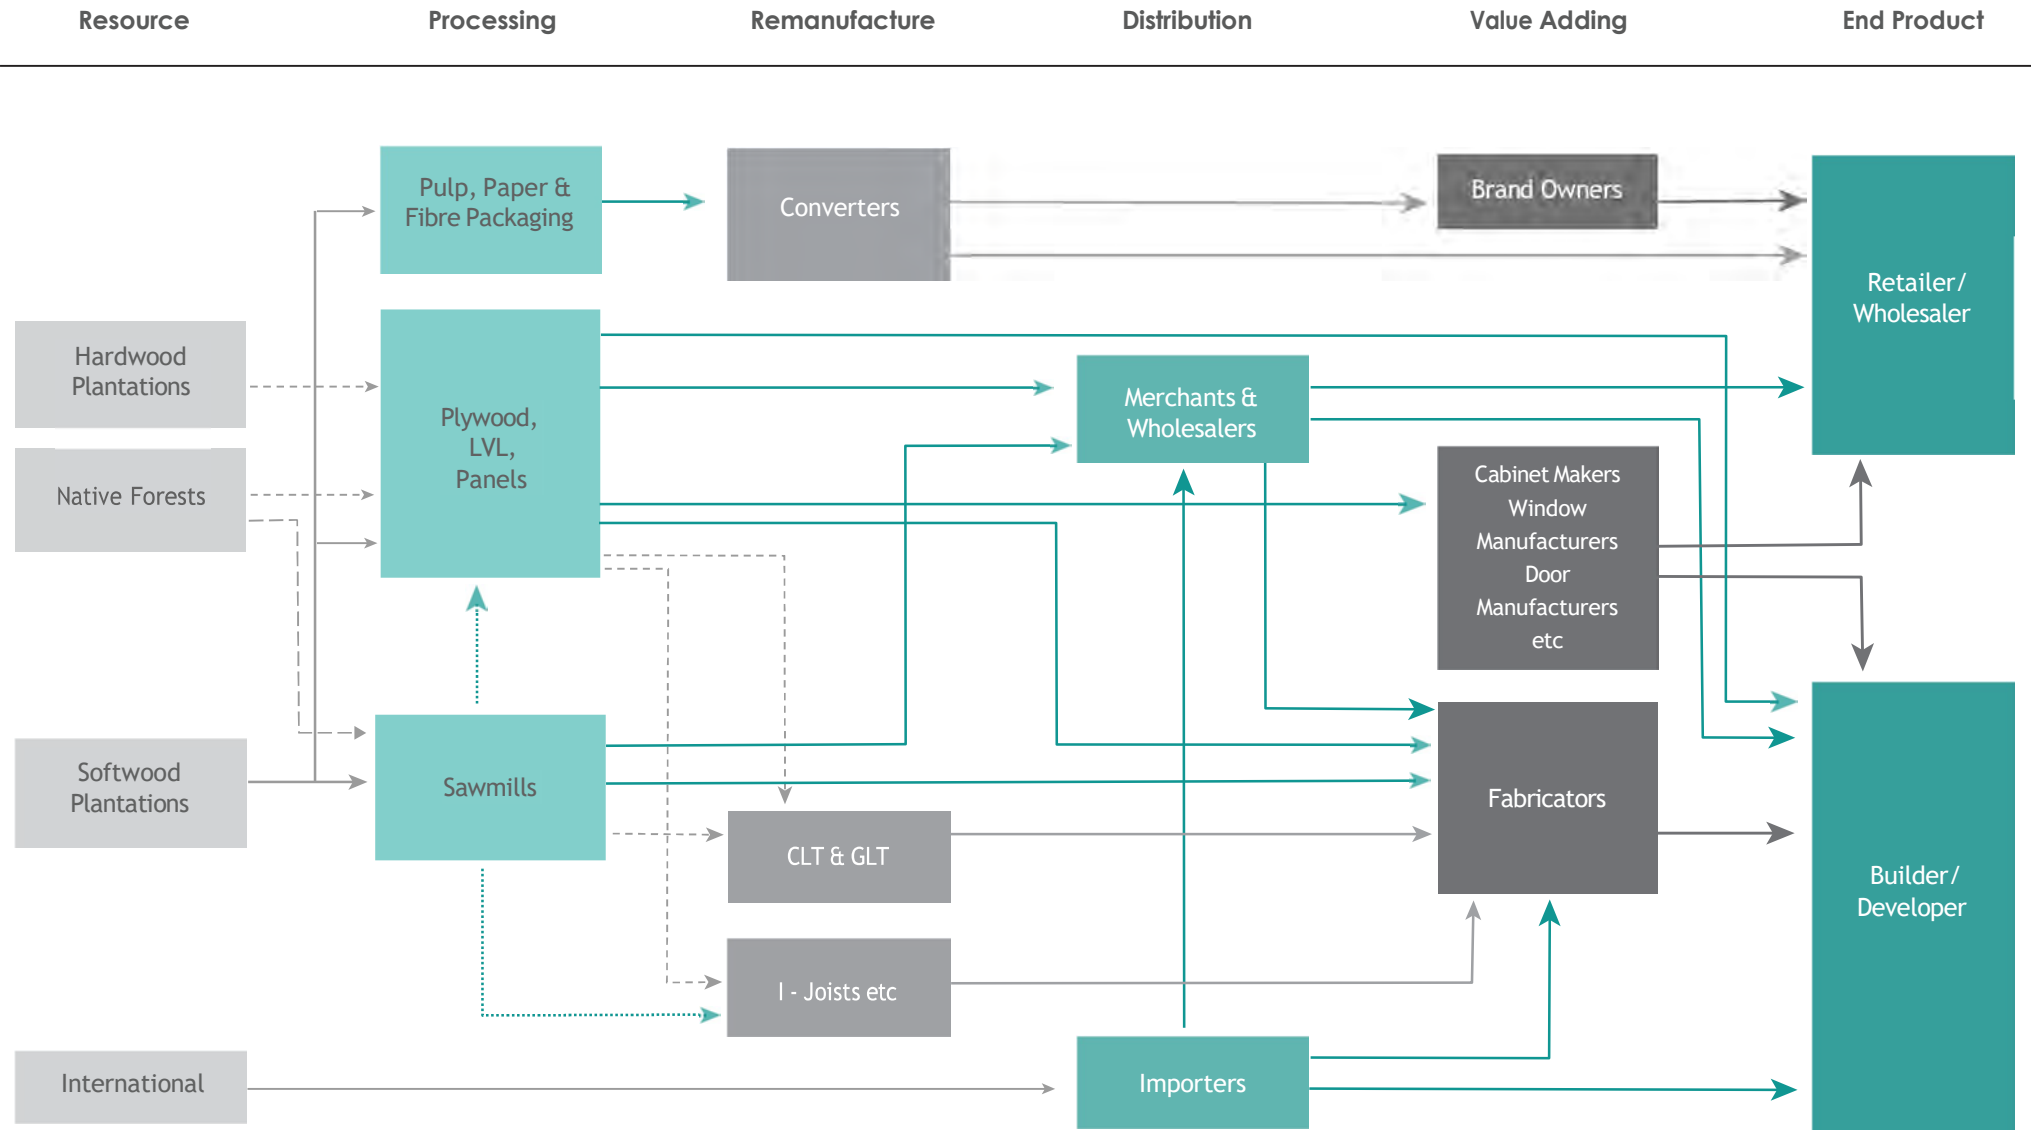 Resource
Processing
Remanufacture
Distribution
Value Adding
End Product
Pulp, Paper &
Fibre Packaging
Converters
Brand Owners
Retailer/
Wholesaler
Hardwood
Plantations
Plywood,
LVL,
Panels
Merchants &
Wholesalers
Native Forests
Cabinet Makers
Window
Manufacturers
Door
Manufacturers
etc
Softwood
Plantations
Sawmills
CLT & GLT
Fabricators
Builder/
Developer
I - Joists etc
International
Importers